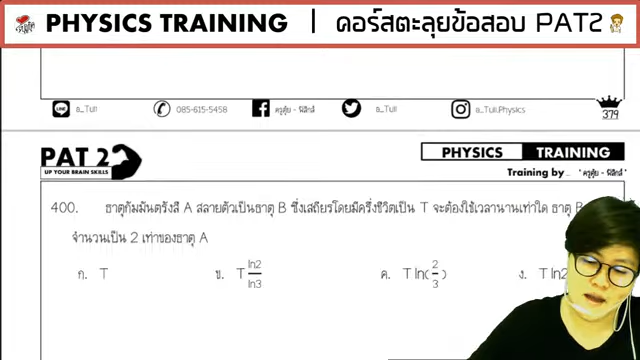 PHYSICS TRAINING | คอร์สตะลุยข้อสอบ PAT2
a_Tuii 085-615-5458 ครูตุ้ย - ฟิสิกส์ a_Tuii a_Tuii.Physics 379
PAT 2 PHYSICS TRAINING
UP YOUR BRAIN SKILLS Training by.. " ครูตุ้ย - ฟิสิกส์ "
400. ธาตุกัมมันตรังสี A สลายตัวเป็นธาตุ B ซึ่งเสถียรโดยมีครึ่งชีวิตเป็น T จะต้องใช้เวลานานเท่าใด ธาตุ B
จำนวนเป็น 2 เท่าของธาตุ A
ก. T ข. T ln2/ln3 ค. T ln(2/3) ง. T ln2